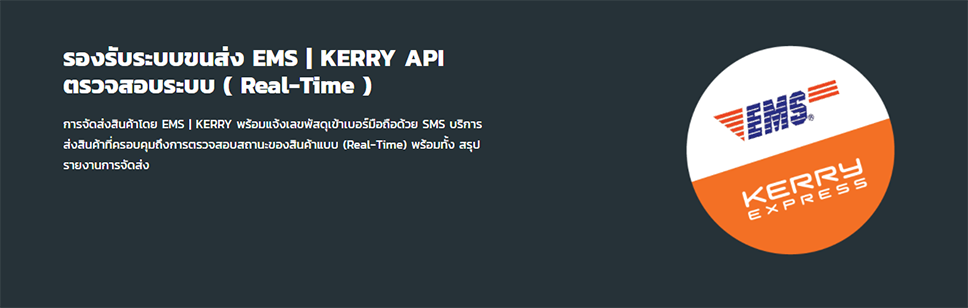 รองรับระบบขนส่ง EMS | KERRY API
ตรวจสอบระบบ ( Real-Time )
การจัดส่งสินค้าโดย EMS | KERRY พร้อมแจ้งเลขพัสดุเข้าเบอร์มือถือด้วย SMS บริการ
ส่งสินค้าที่ครอบคุมถึงการตรวจสอบสถานะของสินค้าแบบ (Real-Time) พร้อมทั้ง สรุป
รายงานการจัดส่ง
EMS®
KERRY
EXPRESS